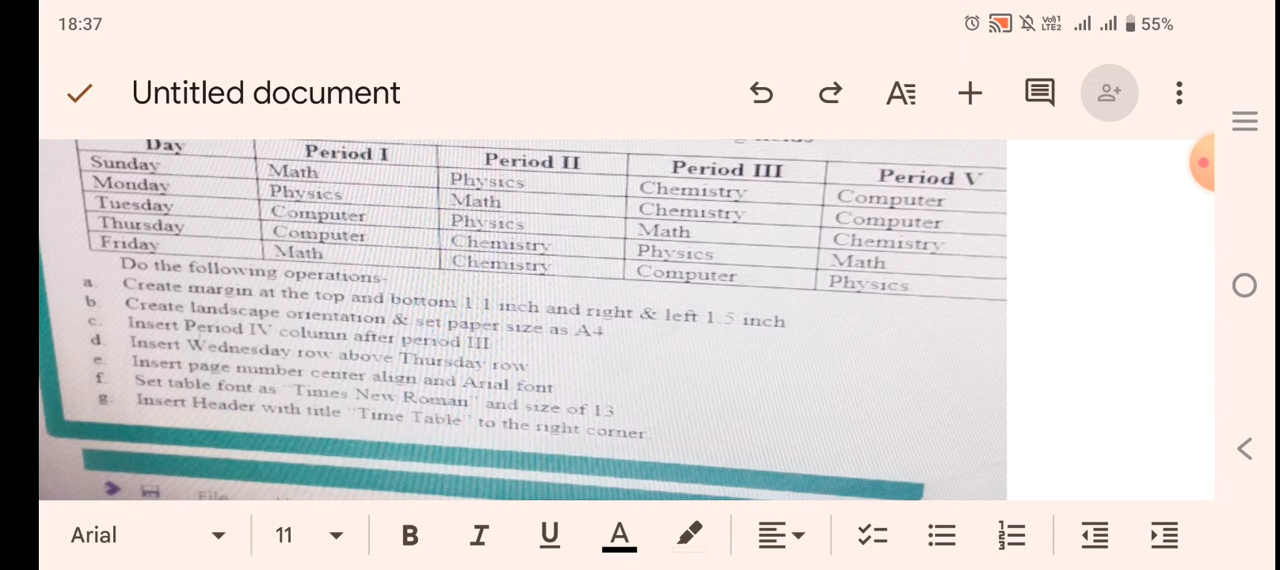 18:37
Vo))1 LTE2
55%
Untitled document
Day Period I Period II Period III Period V
Sunday Math Physics Chemistry Computer
Monday Physics Math Chemistry Computer
Tuesday Computer Physics Math Chemistry
Thursday Computer Chemistry Physics Math
Friday Math Chemistry Computer Physics
Do the following operations-
a. Create margin at the top and bottom 1.1 inch and right & left 1.5 inch
b. Create landscape orientation & set paper size as A4
c. Insert Period IV column after period III
d. Insert Wednesday row above Thursday row
e. Insert page number center align and Arial font
f. Set table font as "Times New Roman" and size of 13
g. Insert Header with title "Time Table" to the right corner.
File
Arial 11 B I U A